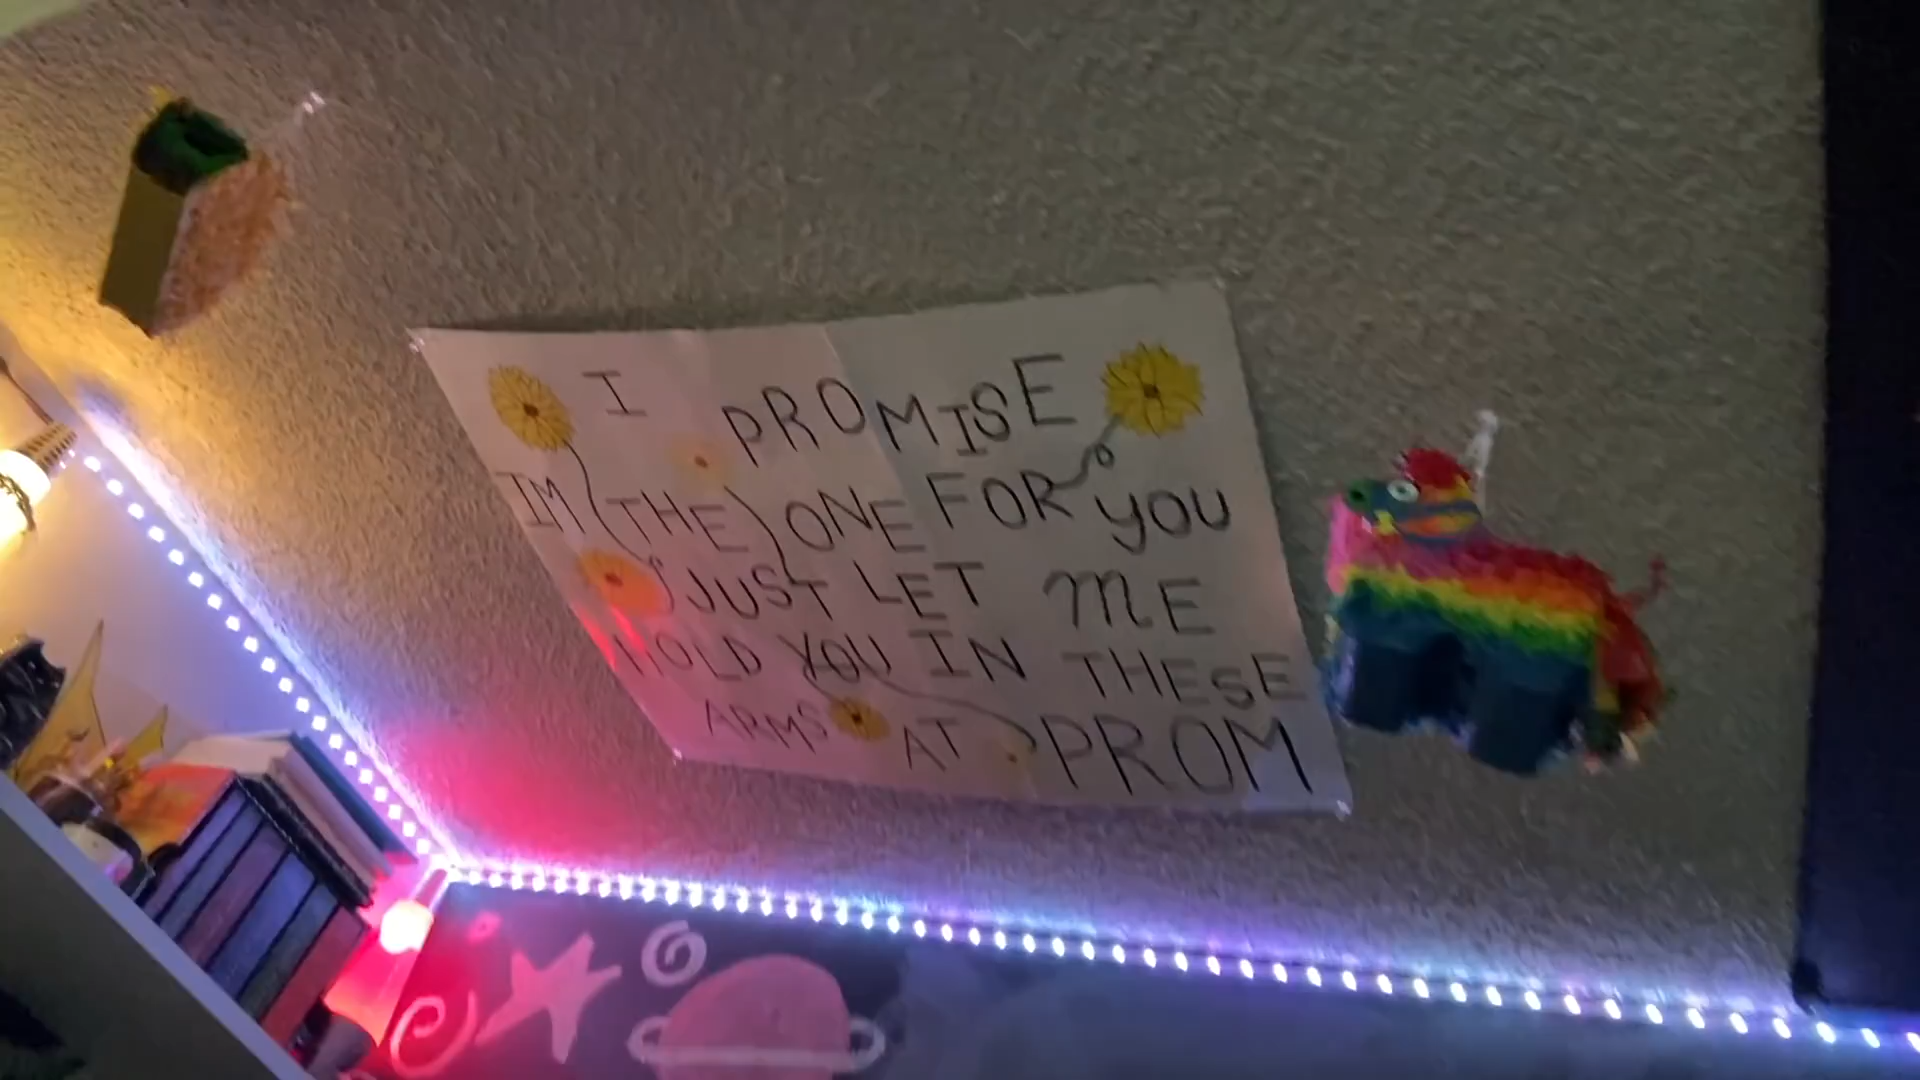 I PROMISE
IM (THE) ONE FOR YOU
JUST LET ME
HOLD YOU IN THESE
ARMS AT PROM